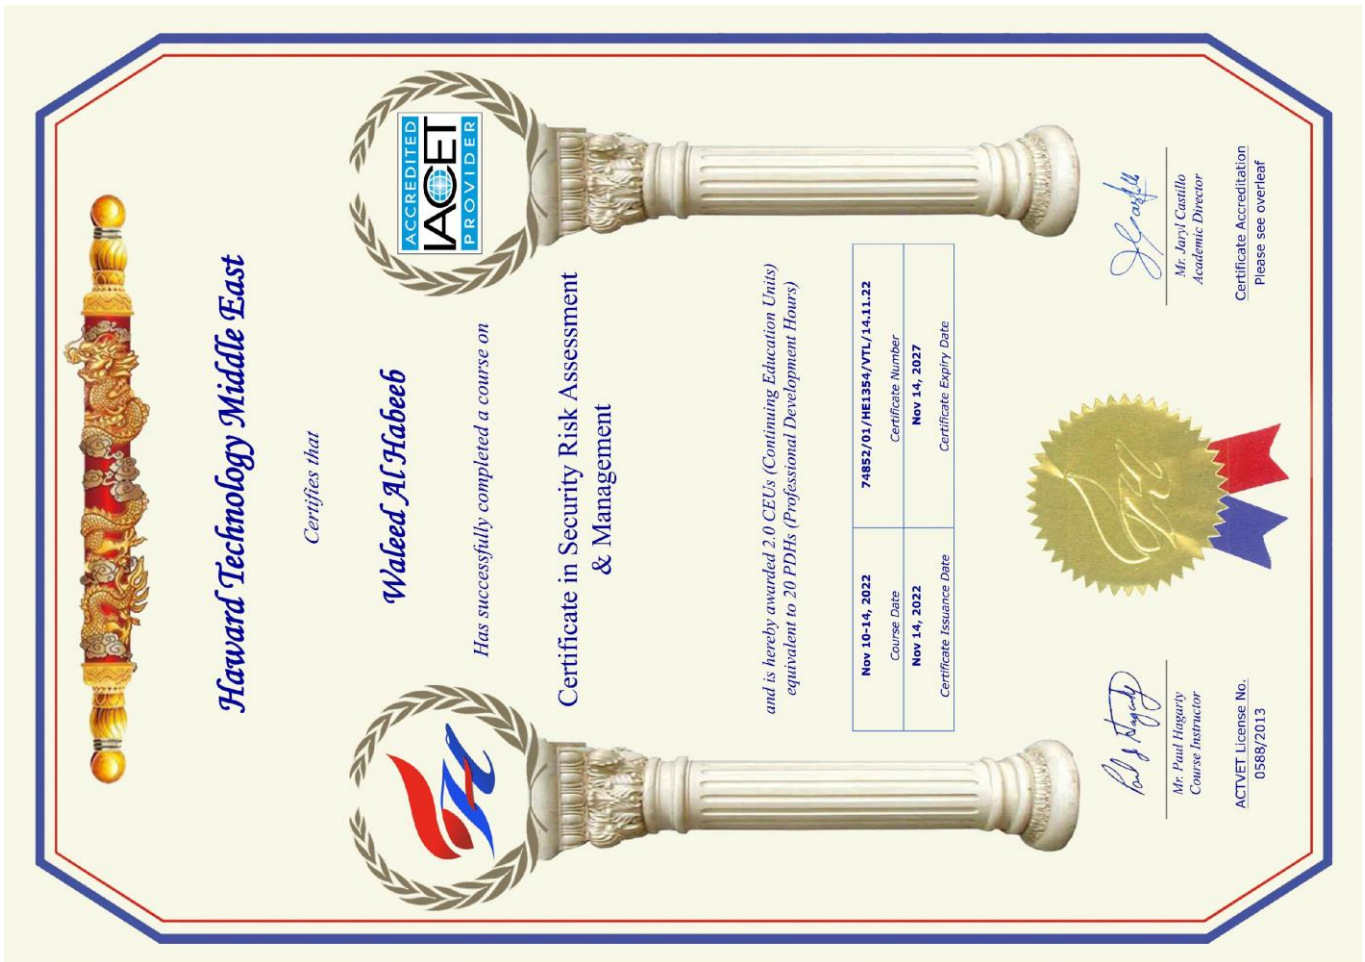 Haward Technology Middle East
Certifies that
Waleed Al Habeeb
Has successfully completed a course on
ACCREDITED
IACET
PROVIDER
Certificate in Security Risk Assessment
& Management
and is hereby awarded 2.0 CEUs (Continuing Education Units)
equivalent to 20 PDHs (Professional Development Hours)
Nov 10-14, 2022 74852/01/HE1354/VTL/14.11.22
Course Date Certificate Number
Nov 14, 2022 Nov 14, 2027
Certificate Issuance Date Certificate Expiry Date
Mr. Paul Hagarty Mr. Jaryl Castillo
Course Instructor Academic Director
ACTVET License No. Certificate Accreditation
0588/2013 Please see overleaf